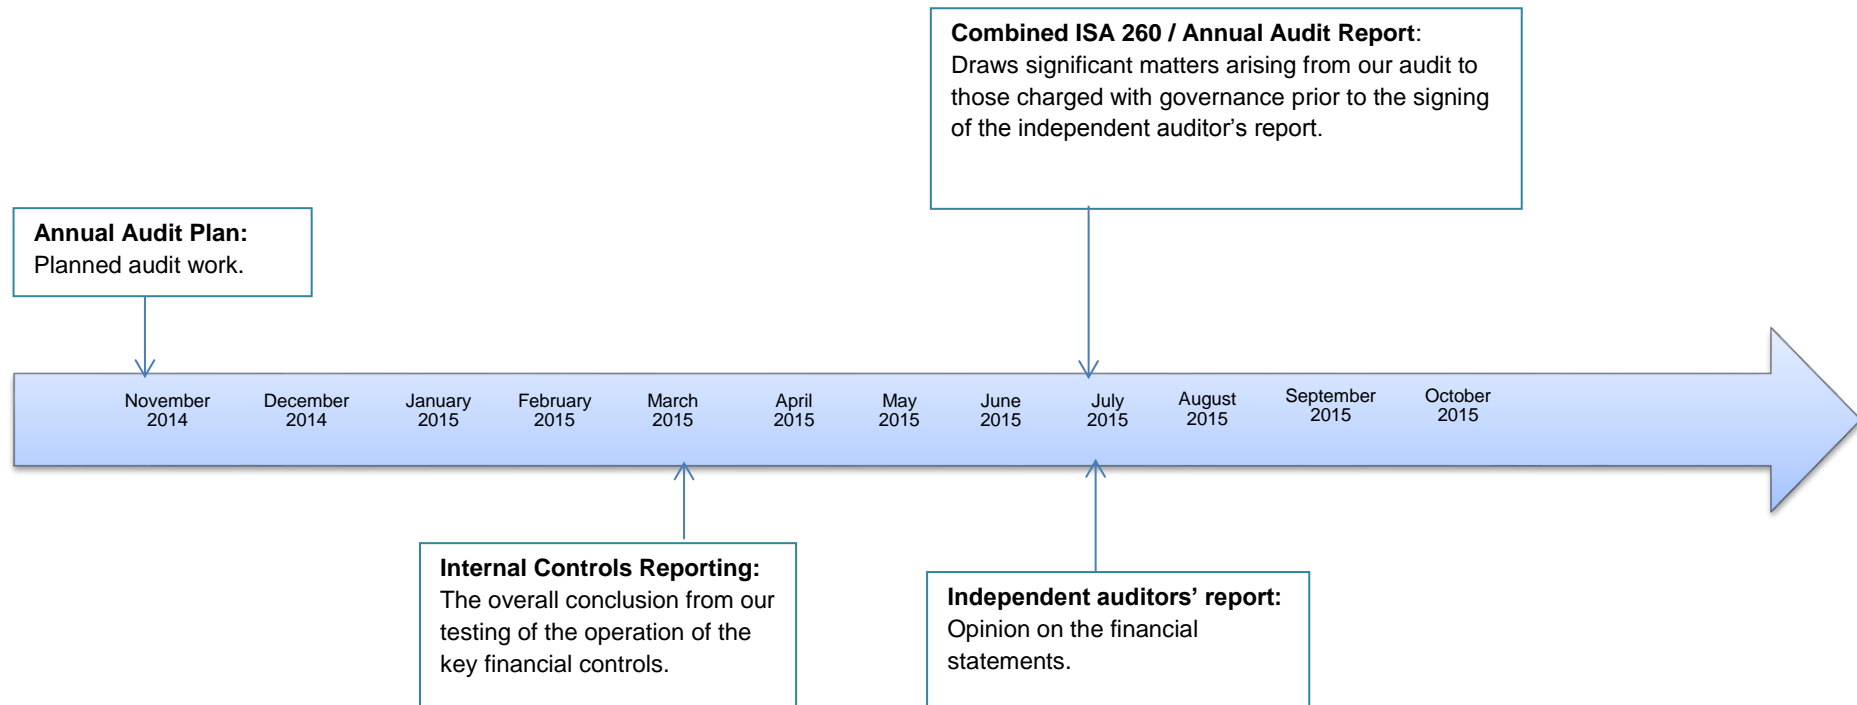 Combined ISA 260 / Annual Audit Report:
Draws significant matters arising from our audit to
those charged with governance prior to the signing
of the independent auditor’s report.
Annual Audit Plan:
Planned audit work.
November
2014
December
2014
January
2015
February
2015
March
2015
April
2015
May
2015
June
2015
July
2015
August
2015
September
2015
October
2015
Internal Controls Reporting:
The overall conclusion from our
testing of the operation of the
key financial controls.
Independent auditors’ report:
Opinion on the financial
statements.